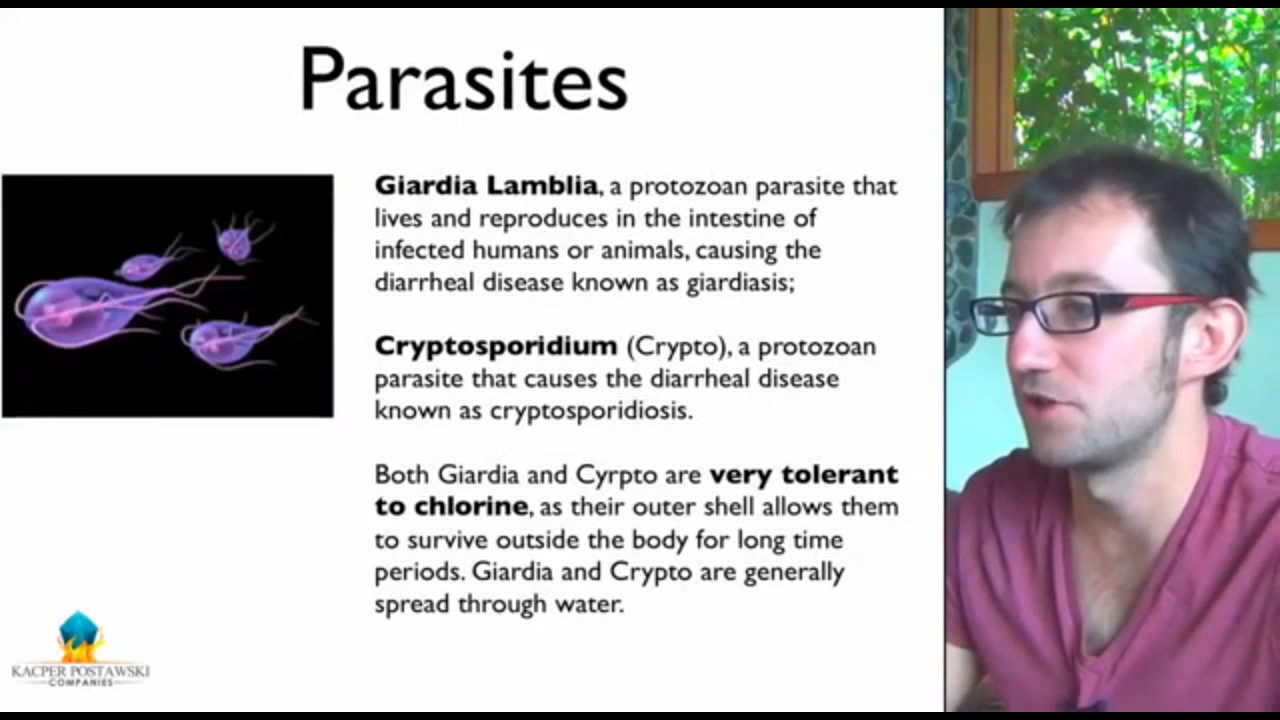 Parasites
Giardia Lamblia, a protozoan parasite that
lives and reproduces in the intestine of
infected humans or animals, causing the
diarrheal disease known as giardiasis;
Cryptosporidium (Crypto), a protozoan
parasite that causes the diarrheal disease
known as cryptosporidiosis.
Both Giardia and Cyrpto are very tolerant
to chlorine, as their outer shell allows them
to survive outside the body for long time
periods. Giardia and Crypto are generally
spread through water.
KACPER POSTAWSKI
COMPANIES